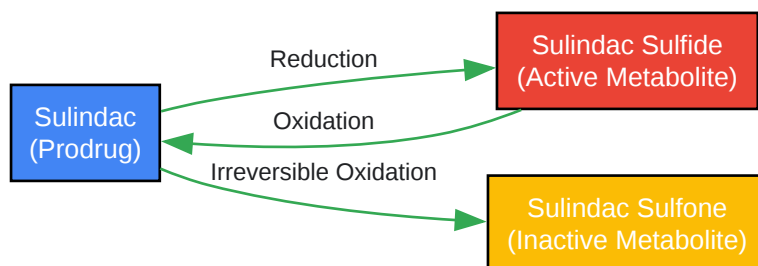 Sulindac
(Prodrug)
Reduction
Oxidation
Irreversible Oxidation
Sulindac Sulfide
(Active Metabolite)
Sulindac Sulfone
(Inactive Metabolite)